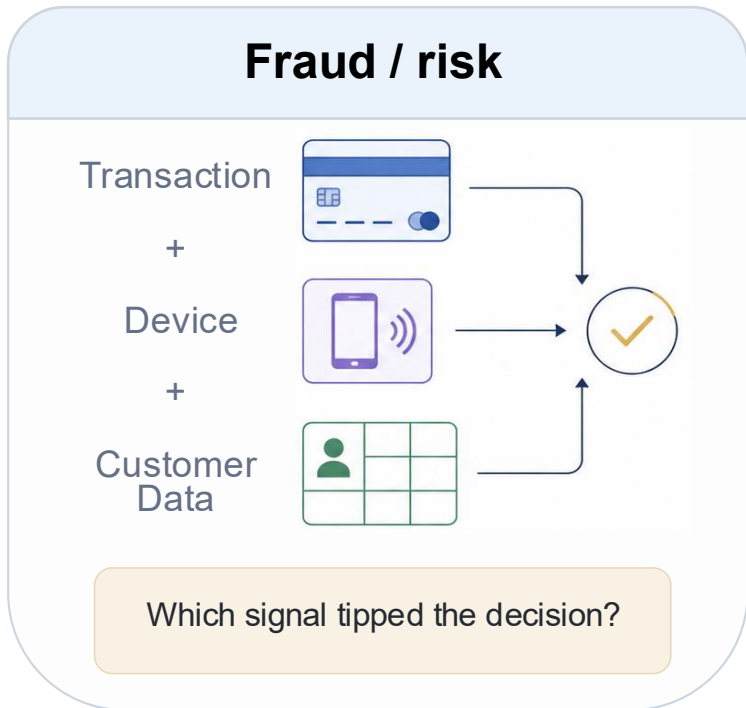 Fraud / risk
Transaction
+
Device
+
Customer
Data
Which signal tipped the decision?